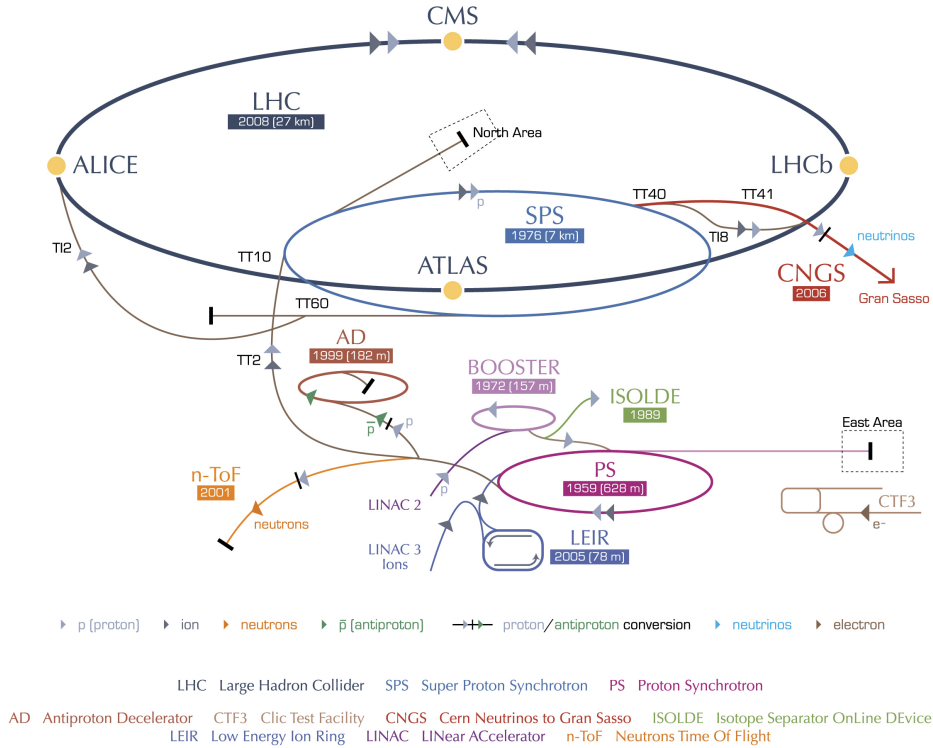 CMS
LHC
2008 (27 km)
North Area
ALICE
LHCb
TT40
TT41
SPS
1976 (7 km)
p
TI8
TI2
TT10
ATLAS
neutrinos
CNGS
2006
Gran Sasso
TT60
AD
1999 (182 m)
TT2
BOOSTER
1972 (157 m)
ISOLDE
1989
p̅
p
East Area
n-ToF
2001
PS
1959 (628 m)
p
LINAC 2
neutrons
CTF3
e-
LEIR
2005 (78 m)
LINAC 3
Ions
p (proton)
ion
neutrons
p̅ (antiproton)
proton/antiproton conversion
neutrinos
electron
LHC Large Hadron Collider SPS Super Proton Synchrotron PS Proton Synchrotron
AD Antiproton Decelerator CTF3 Clic Test Facility CNGS Cern Neutrinos to Gran Sasso ISOLDE Isotope Separator OnLine DEvice
LEIR Low Energy Ion Ring LINAC LINear ACcelerator n-ToF Neutrons Time Of Flight